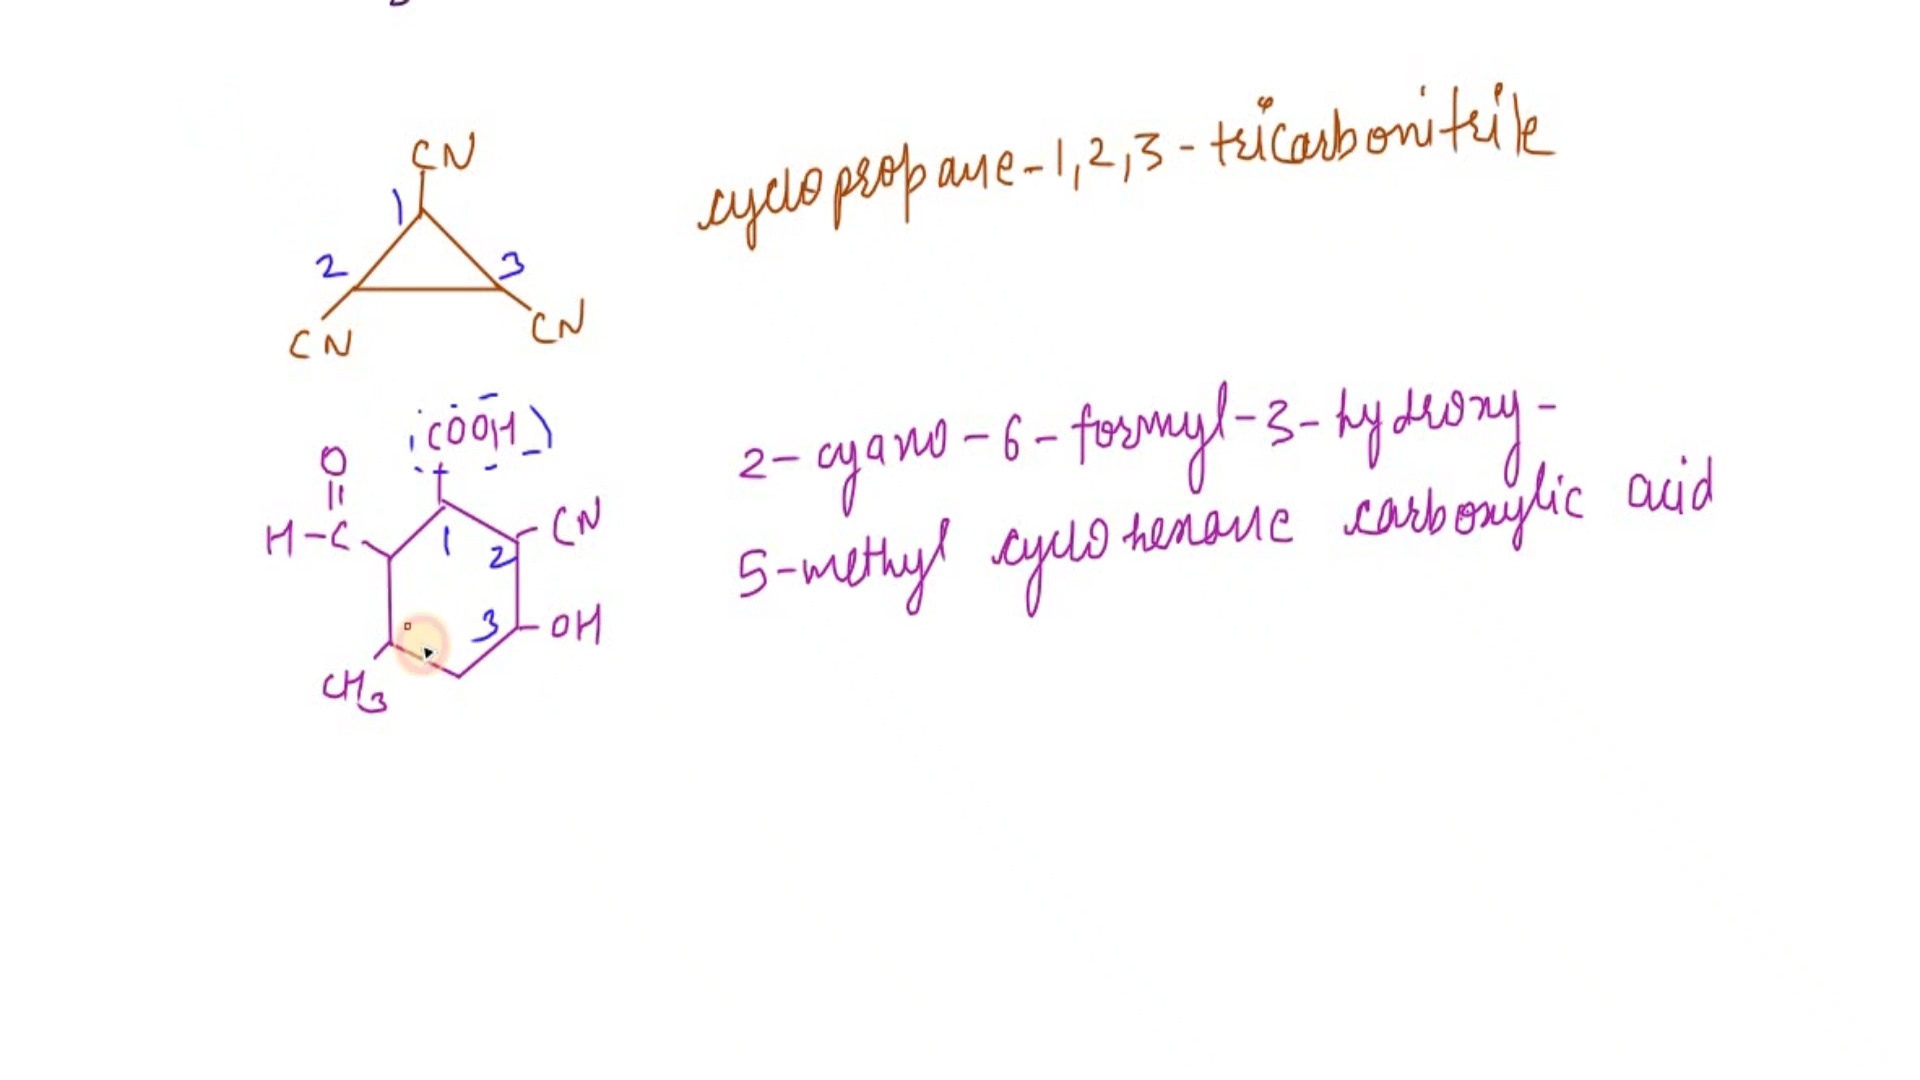 CN
1
2
3
CN
CN
cyclopropane-1,2,3-tricarbonitrile
COOH
O
H-C
CN
1
2
3
OH
CH3
2-cyano-6-formyl-3-hydroxy-
5-methyl cyclohexane carboxylic acid